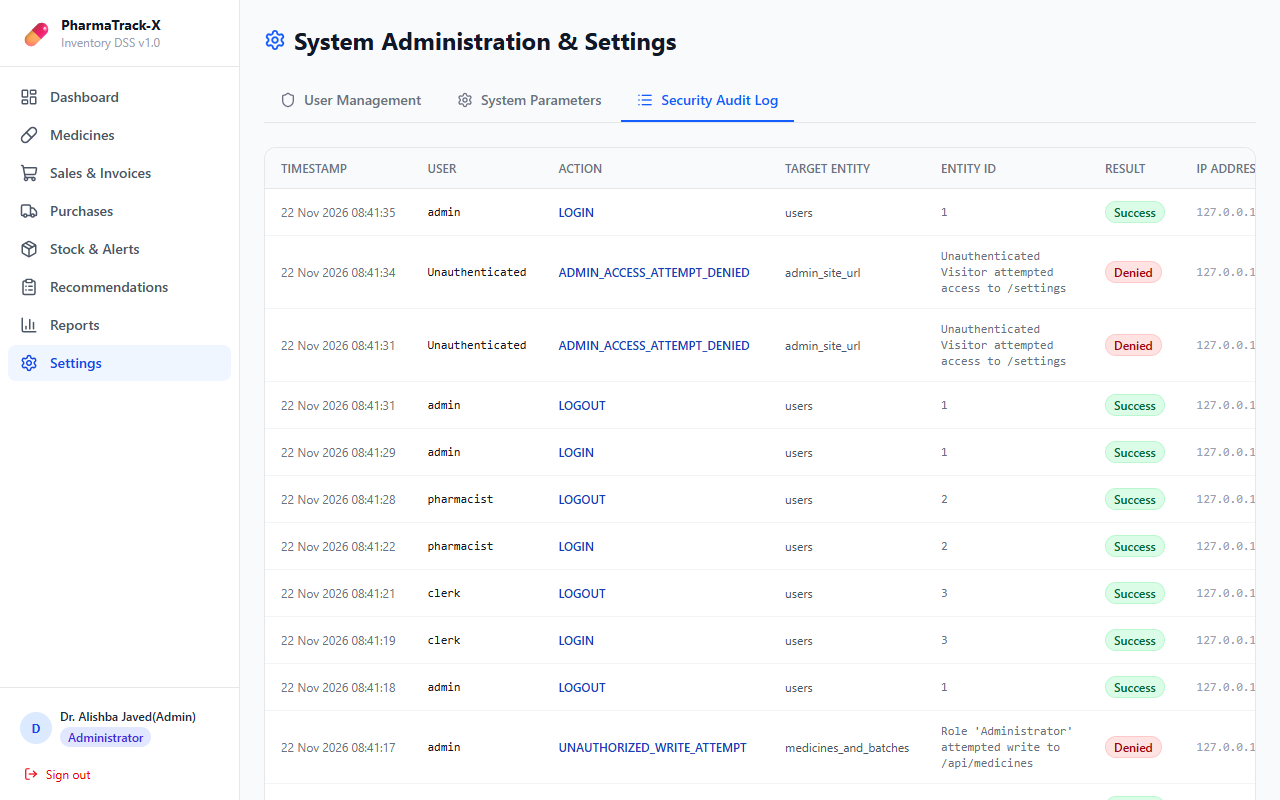 PharmaTrack-X
Inventory DSS v1.0
Dashboard
Medicines
Sales & Invoices
Purchases
Stock & Alerts
Recommendations
Reports
Settings
Dr. Alishba Javed(Admin)
D
Administrator
Sign out
System Administration & Settings
User Management System Parameters Security Audit Log
TIMESTAMP USER ACTION TARGET ENTITY ENTITY ID RESULT IP ADDRES
22 Nov 2026 08:41:35 admin LOGIN users 1 Success 127.0.0.1
22 Nov 2026 08:41:34 Unauthenticated ADMIN_ACCESS_ATTEMPT_DENIED admin_site_url Unauthenticated
Visitor attempted
access to /settings Denied 127.0.0.1
22 Nov 2026 08:41:31 Unauthenticated ADMIN_ACCESS_ATTEMPT_DENIED admin_site_url Unauthenticated
Visitor attempted
access to /settings Denied 127.0.0.1
22 Nov 2026 08:41:31 admin LOGOUT users 1 Success 127.0.0.1
22 Nov 2026 08:41:29 admin LOGIN users 1 Success 127.0.0.1
22 Nov 2026 08:41:28 pharmacist LOGOUT users 2 Success 127.0.0.1
22 Nov 2026 08:41:22 pharmacist LOGIN users 2 Success 127.0.0.1
22 Nov 2026 08:41:21 clerk LOGOUT users 3 Success 127.0.0.1
22 Nov 2026 08:41:19 clerk LOGIN users 3 Success 127.0.0.1
22 Nov 2026 08:41:18 admin LOGOUT users 1 Success 127.0.0.1
22 Nov 2026 08:41:17 admin UNAUTHORIZED_WRITE_ATTEMPT medicines_and_batches Role 'Administrator'
attempted write to
/api/medicines Denied 127.0.0.1